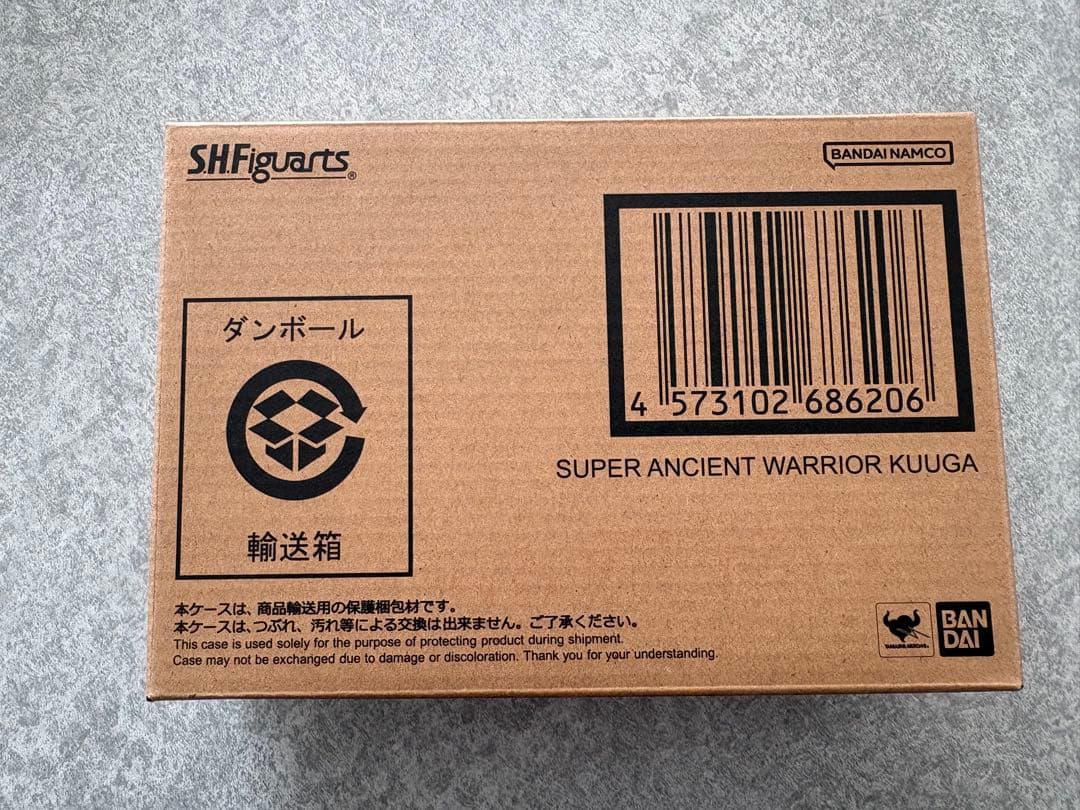 S.H.Figuarts®
BANDAI NAMCO
4 573102 686206
SUPER ANCIENT WARRIOR KUUGA
ダンボール
輸送箱
本ケースは、商品輸送用の保護梱包材です。
本ケースは、つぶれ、汚れ等による交換は出来ません。ご了承ください。
This case is used solely for the purpose of protecting product during shipment.
Case may not be exchanged due to damage or discoloration. Thank you for your understanding.
TAMASHII NATIONS
BAN
DAI